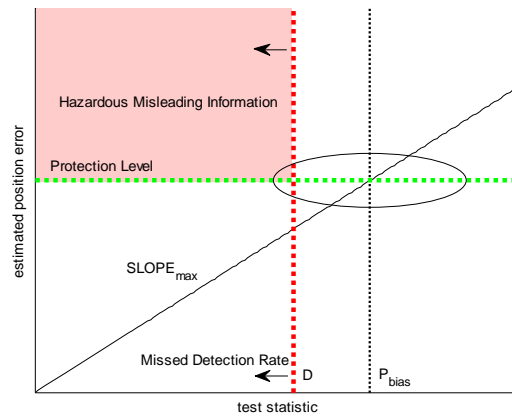 Hazardous Misleading Information
Protection Level
estimated position error
SLOPEmax
Missed Detection Rate
D
Pbias
test statistic